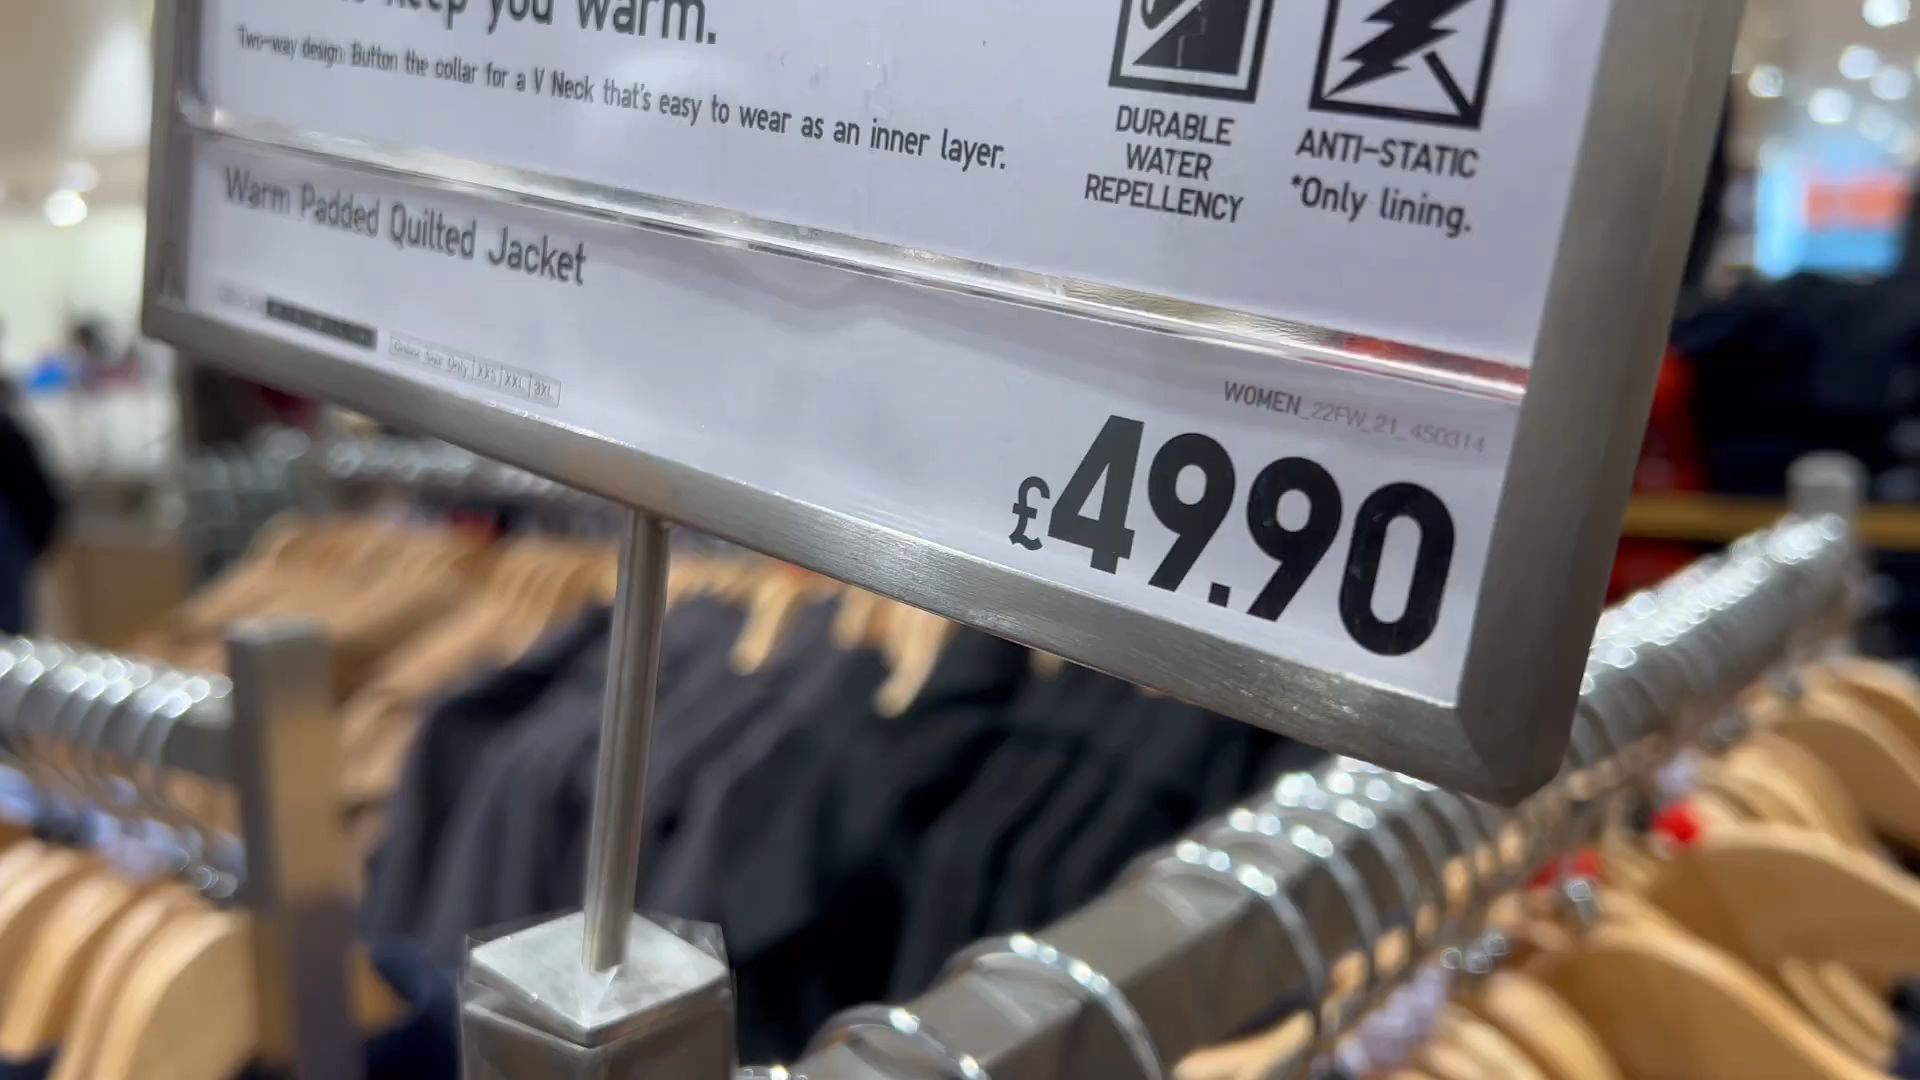 keep you warm.
Two-way design: Button the collar for a V Neck that's easy to wear as an inner layer.
DURABLE
WATER
REPELLENCY
ANTI-STATIC
*Only lining.
Warm Padded Quilted Jacket
Online Size Only XXS XXL 3XL
WOMEN_22FW_21_450314
£49.90